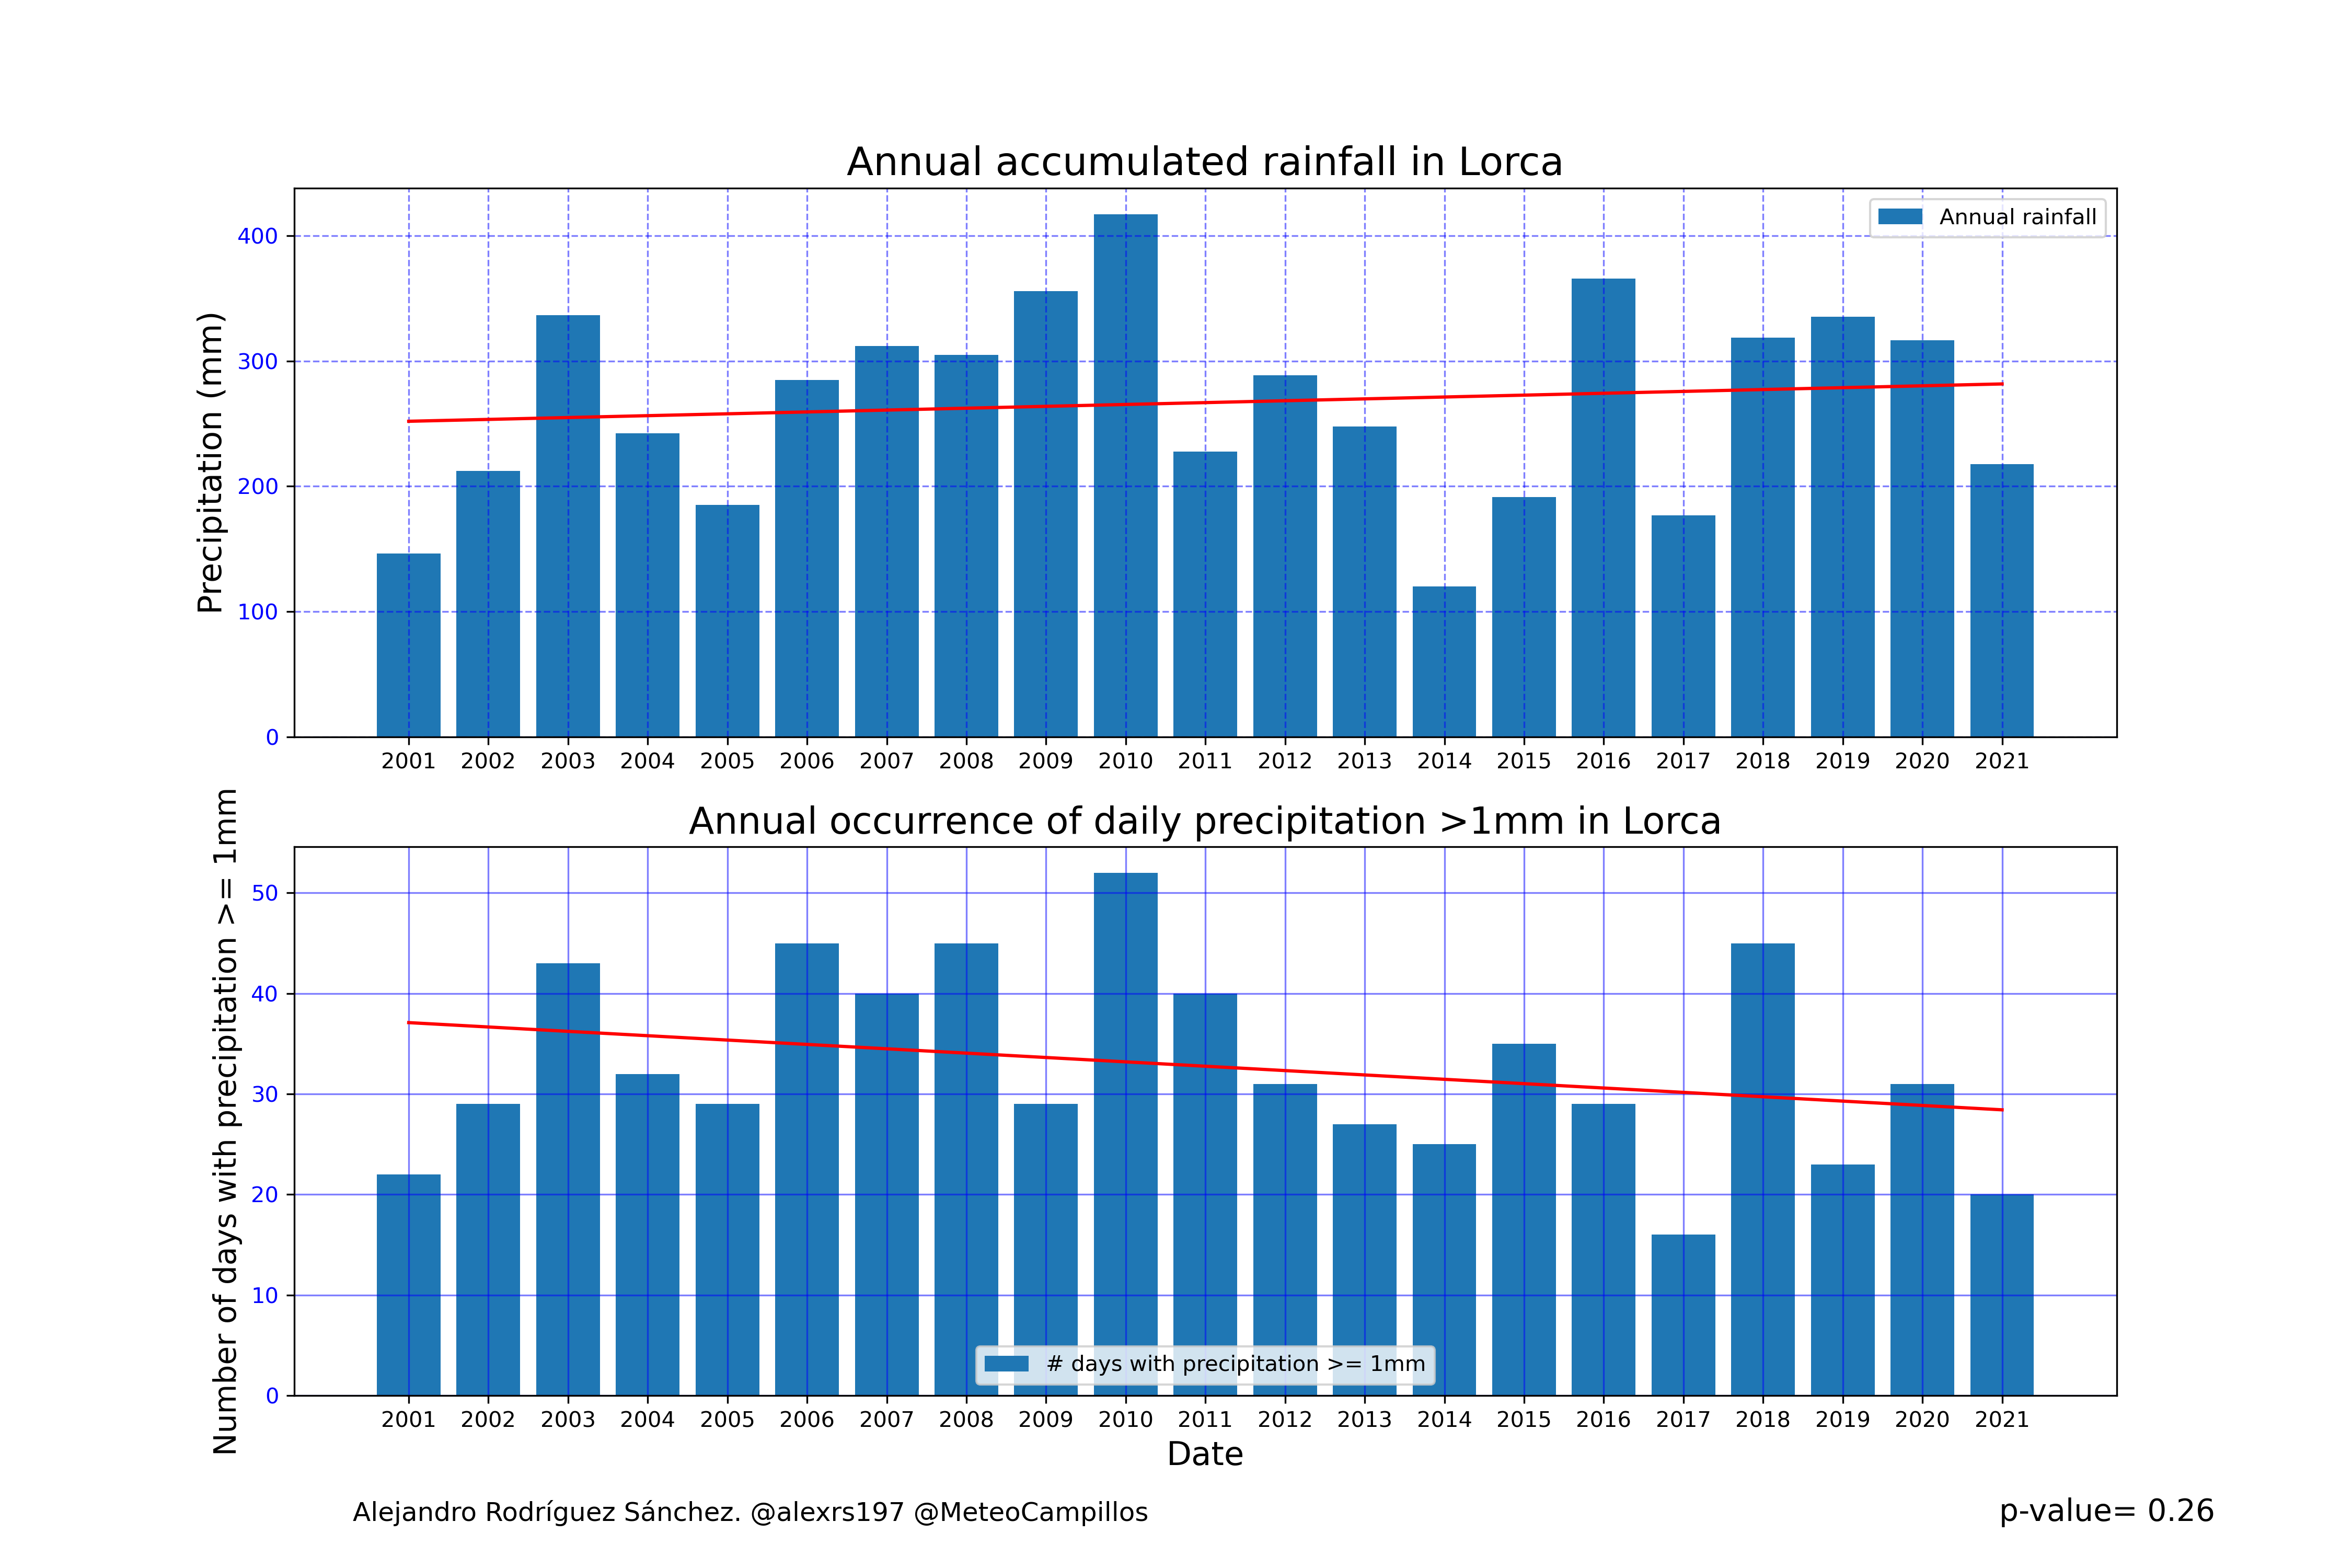 Annual accumulated rainfall in Lorca
Annual rainfall
Precipitation (mm)
400
300
200
100
0
2001 2002 2003 2004 2005 2006 2007 2008 2009 2010 2011 2012 2013 2014 2015 2016 2017 2018 2019 2020 2021
Annual occurrence of daily precipitation >1mm in Lorca
Number of days with precipitation >= 1mm
50
40
30
20
10
0
# days with precipitation >= 1mm
2001 2002 2003 2004 2005 2006 2007 2008 2009 2010 2011 2012 2013 2014 2015 2016 2017 2018 2019 2020 2021
Date
Alejandro Rodríguez Sánchez. @alexrs197 @MeteoCampillos
p-value= 0.26